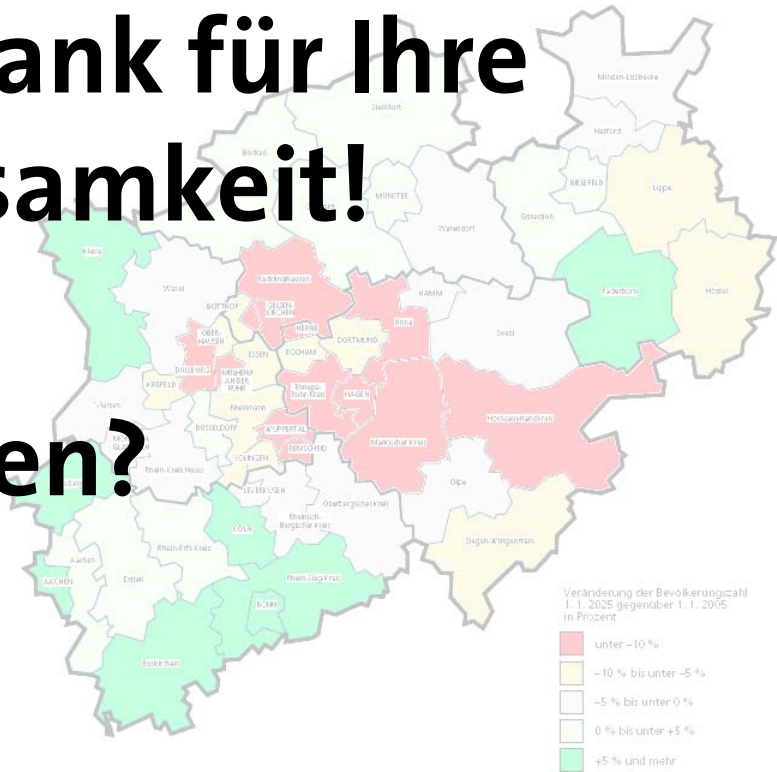 ank für Ihre
samkeit!
en?
Minden-Lübbecke
Steinfurt
Herford
Borken
BIELEFELD
Lippe
MÜNSTER
Gütersloh
Warendorf
Kleve
Wesel
Recklinghausen
HAMM
Paderborn
Höxter
BOTTROP
GELSEN-
KIRCHEN
Unna
Soest
OBER-
HAUSEN
HERNE
DORTMUND
ESSEN
BOCHUM
DUISBURG
MÜLHEIM
AN DER
RUHR
KREFELD
Ennepe-
Ruhr-Kreis
HAGEN
Mettmann
Viersen
Hochsauerlandkreis
DÜSSELDORF
WUPPERTAL
Märkischer Kreis
REMSCHEID
SOLINGEN
Rhein-Kreis Neuss
Olpe
LEVERKUSEN
Oberbergischer Kreis
Rheinisch-
Bergischer Kreis
KÖLN
Siegen-Wittgenstein
Rhein-Erft-Kreis
Aachen
AACHEN
Düren
Rhein-Sieg-Kreis
BONN
Euskirchen
Veränderung der Bevölkerungszahl
1. 1. 2025 gegenüber 1. 1. 2005
in Prozent
unter –10 %
–10 % bis unter –5 %
–5 % bis unter 0 %
0 % bis unter +5 %
+5 % und mehr